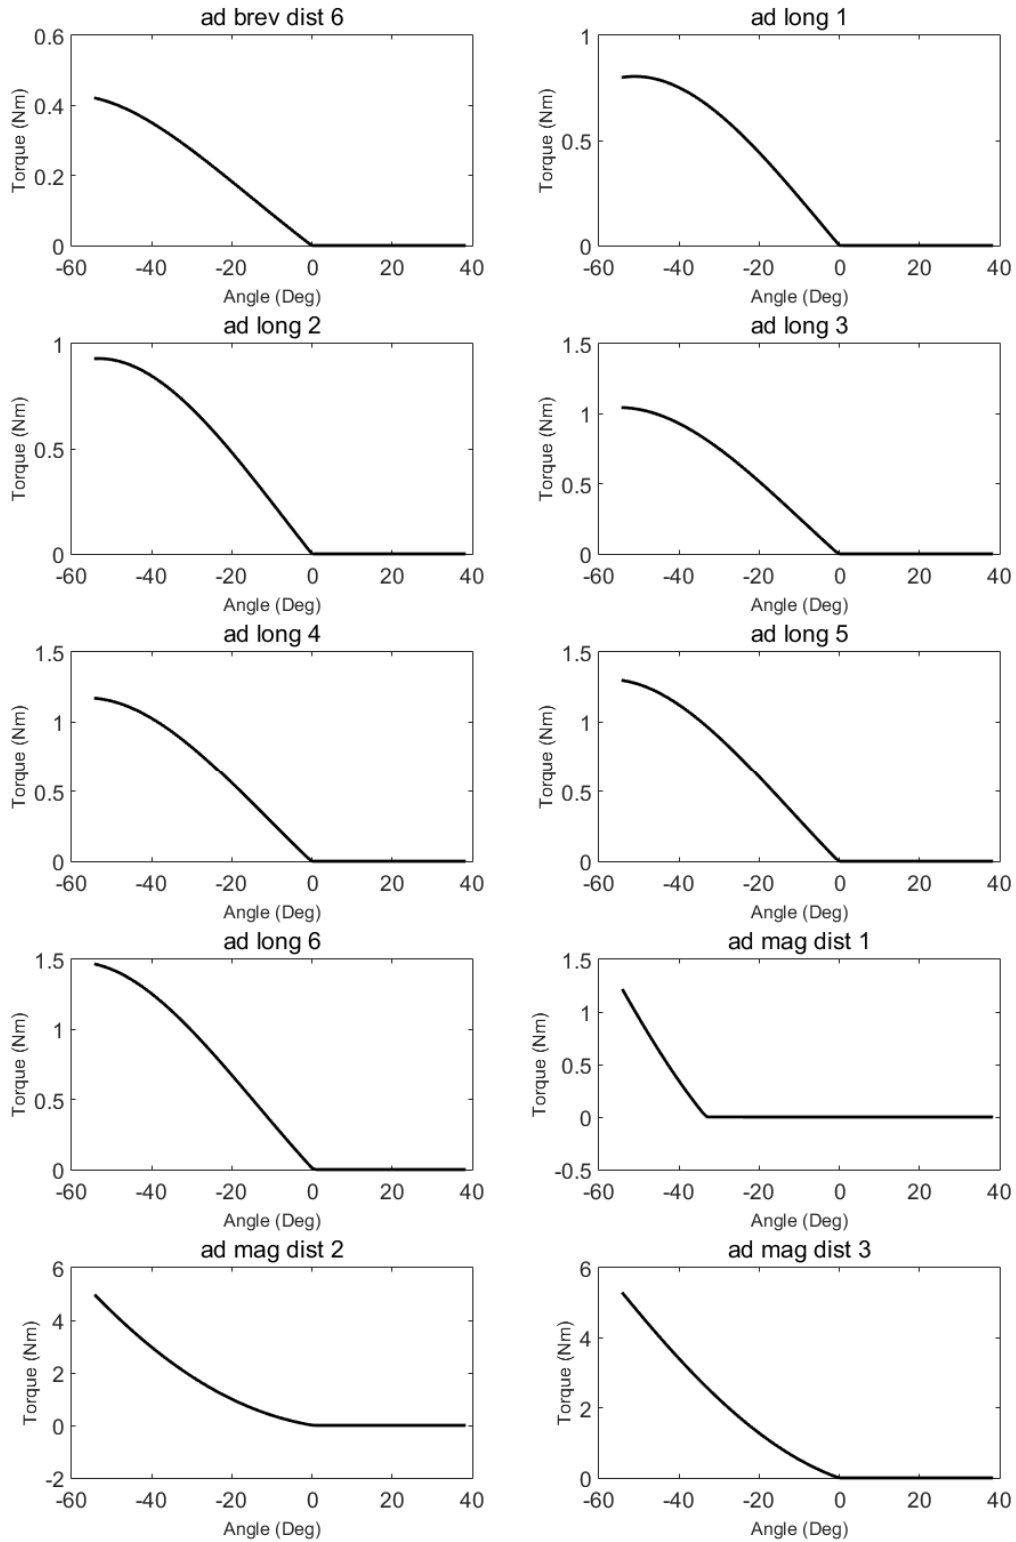 ad brev dist 6
0.6
0.4
0.2
0
Torque (Nm)
-60 -40 -20 0 20 40
Angle (Deg)
ad long 1
1
0.5
0
Torque (Nm)
-60 -40 -20 0 20 40
Angle (Deg)
ad long 2
1
0.5
0
Torque (Nm)
-60 -40 -20 0 20 40
Angle (Deg)
ad long 3
1.5
1
0.5
0
Torque (Nm)
-60 -40 -20 0 20 40
Angle (Deg)
ad long 4
1.5
1
0.5
0
Torque (Nm)
-60 -40 -20 0 20 40
Angle (Deg)
ad long 5
1.5
1
0.5
0
Torque (Nm)
-60 -40 -20 0 20 40
Angle (Deg)
ad long 6
1.5
1
0.5
0
Torque (Nm)
-60 -40 -20 0 20 40
Angle (Deg)
ad mag dist 1
1.5
1
0.5
0
-0.5
Torque (Nm)
-60 -40 -20 0 20 40
Angle (Deg)
ad mag dist 2
6
4
2
0
-2
Torque (Nm)
-60 -40 -20 0 20 40
Angle (Deg)
ad mag dist 3
6
4
2
0
Torque (Nm)
-60 -40 -20 0 20 40
Angle (Deg)